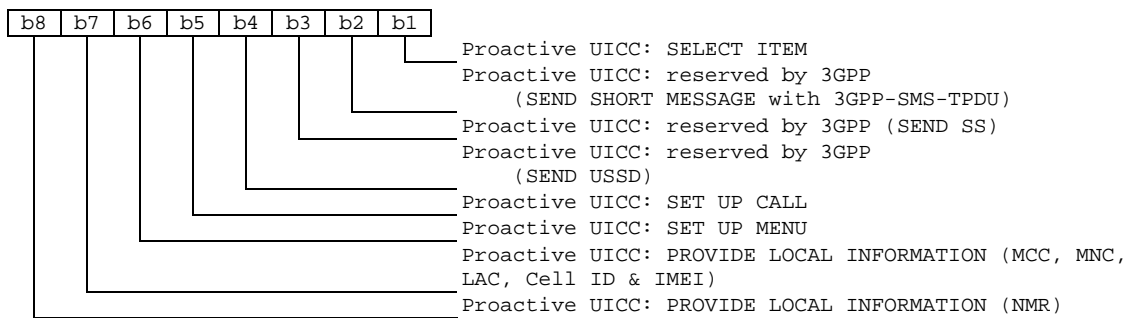 b8 b7 b6 b5 b4 b3 b2 b1
Proactive UICC: SELECT ITEM
Proactive UICC: reserved by 3GPP
(SEND SHORT MESSAGE with 3GPP-SMS-TPDU)
Proactive UICC: reserved by 3GPP (SEND SS)
Proactive UICC: reserved by 3GPP
(SEND USSD)
Proactive UICC: SET UP CALL
Proactive UICC: SET UP MENU
Proactive UICC: PROVIDE LOCAL INFORMATION (MCC, MNC,
LAC, Cell ID & IMEI)
Proactive UICC: PROVIDE LOCAL INFORMATION (NMR)